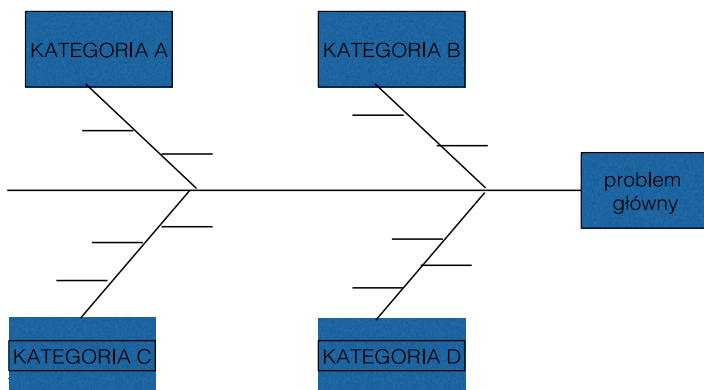 KATEGORIA A
KATEGORIA B
problem
główny
KATEGORIA C
KATEGORIA D